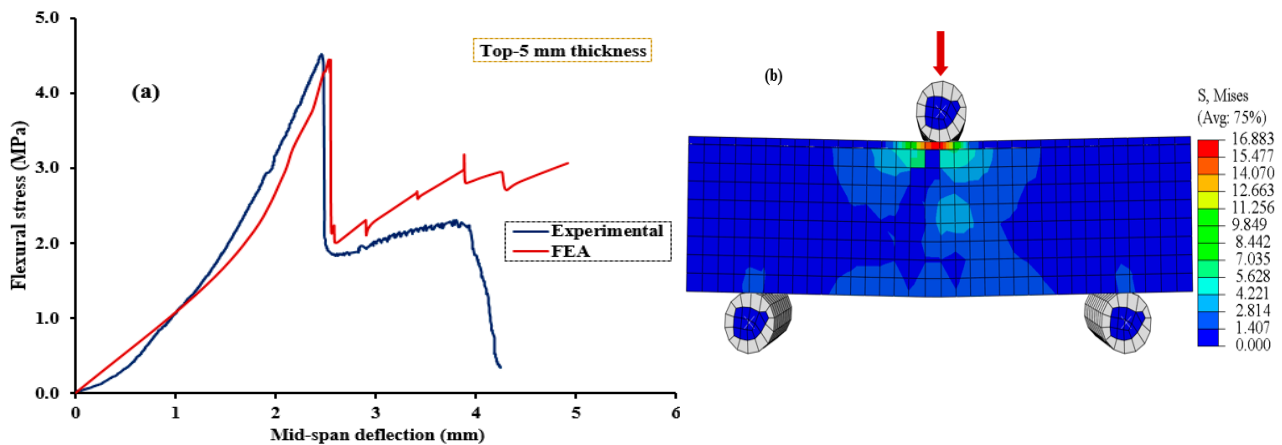 5.0
4.0
3.0
2.0
1.0
0.0
Flexural stress (MPa)
0
1
2
3
4
5
6
Mid-span deflection (mm)
(a)
Top-5 mm thickness
Experimental
FEA
(b)
S, Mises
(Avg: 75%)
16.883
15.477
14.070
12.663
11.256
9.849
8.442
7.035
5.628
4.221
2.814
1.407
0.000